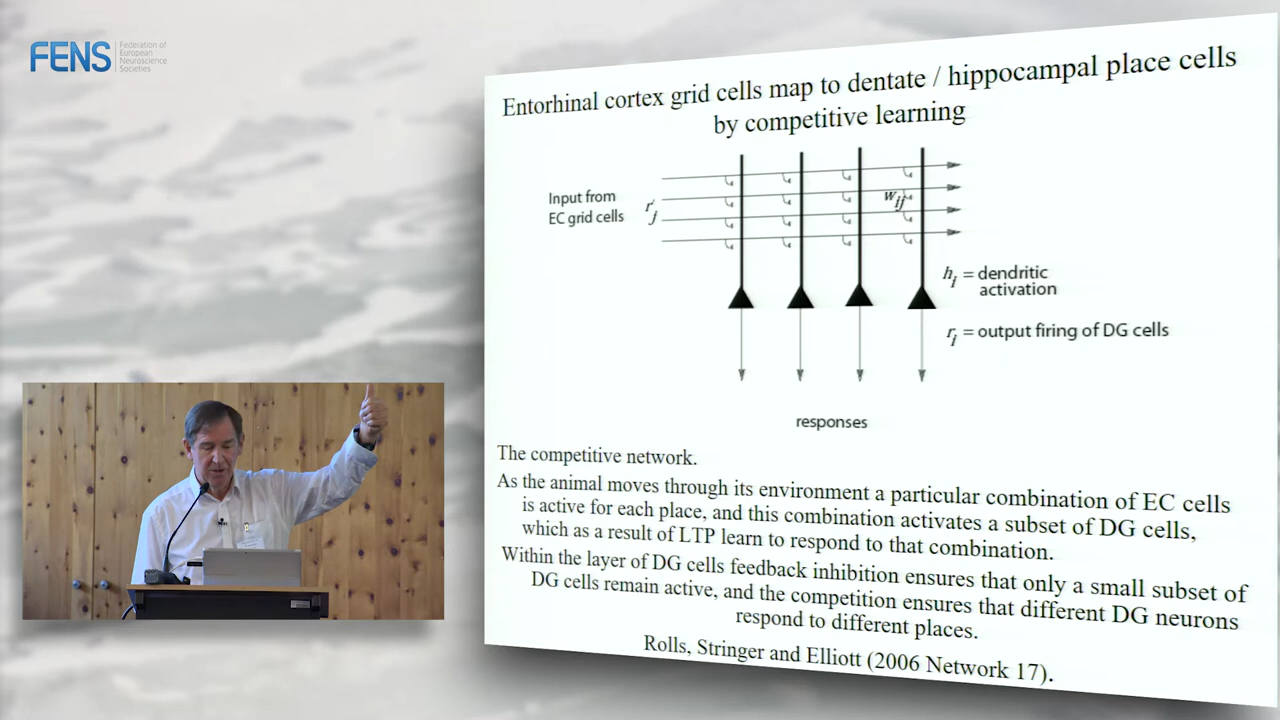 FENS
Federation of
European
Neuroscience
Societies
Entorhinal cortex grid cells map to dentate / hippocampal place cells
by competitive learning
Input from
EC grid cells
r'j
wij
hi = dendritic
activation
ri = output firing of DG cells
responses
The competitive network.
As the animal moves through its environment a particular combination of EC cells
is active for each place, and this combination activates a subset of DG cells,
which as a result of LTP learn to respond to that combination.
Within the layer of DG cells feedback inhibition ensures that only a small subset of
DG cells remain active, and the competition ensures that different DG neurons
respond to different places.
Rolls, Stringer and Elliott (2006 Network 17).